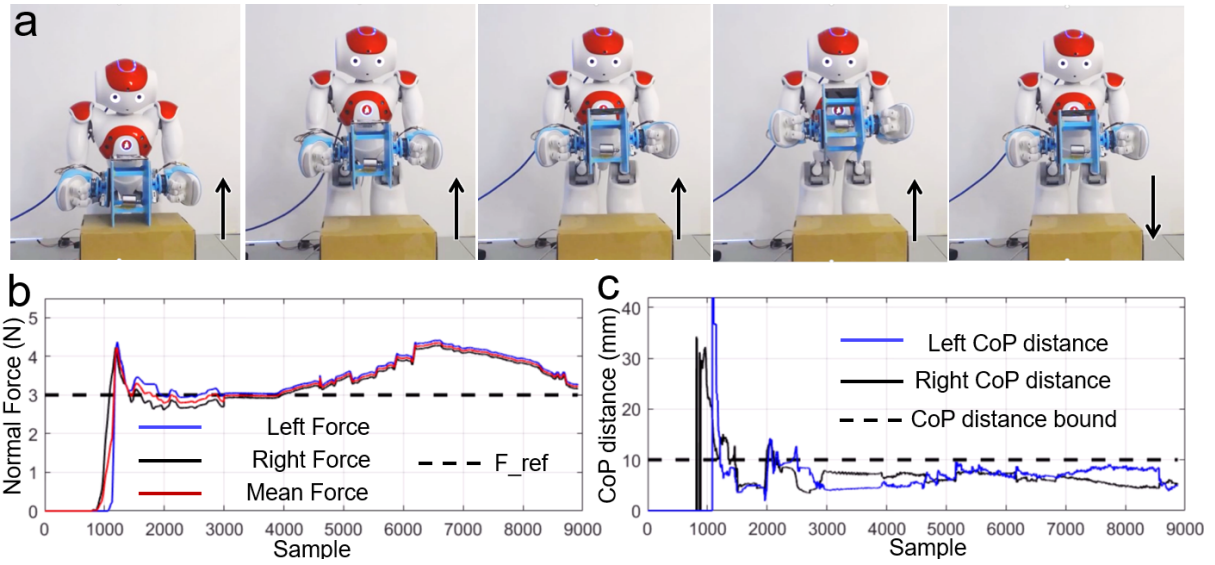 a
b
Normal Force (N)
5
4
3
2
1
0
Left Force
Right Force
Mean Force
F_ref
0 1000 2000 3000 4000 5000 6000 7000 8000 9000
Sample
c
CoP distance (mm)
40
30
20
10
0
Left CoP distance
Right CoP distance
CoP distance bound
0 1000 2000 3000 4000 5000 6000 7000 8000 9000
Sample